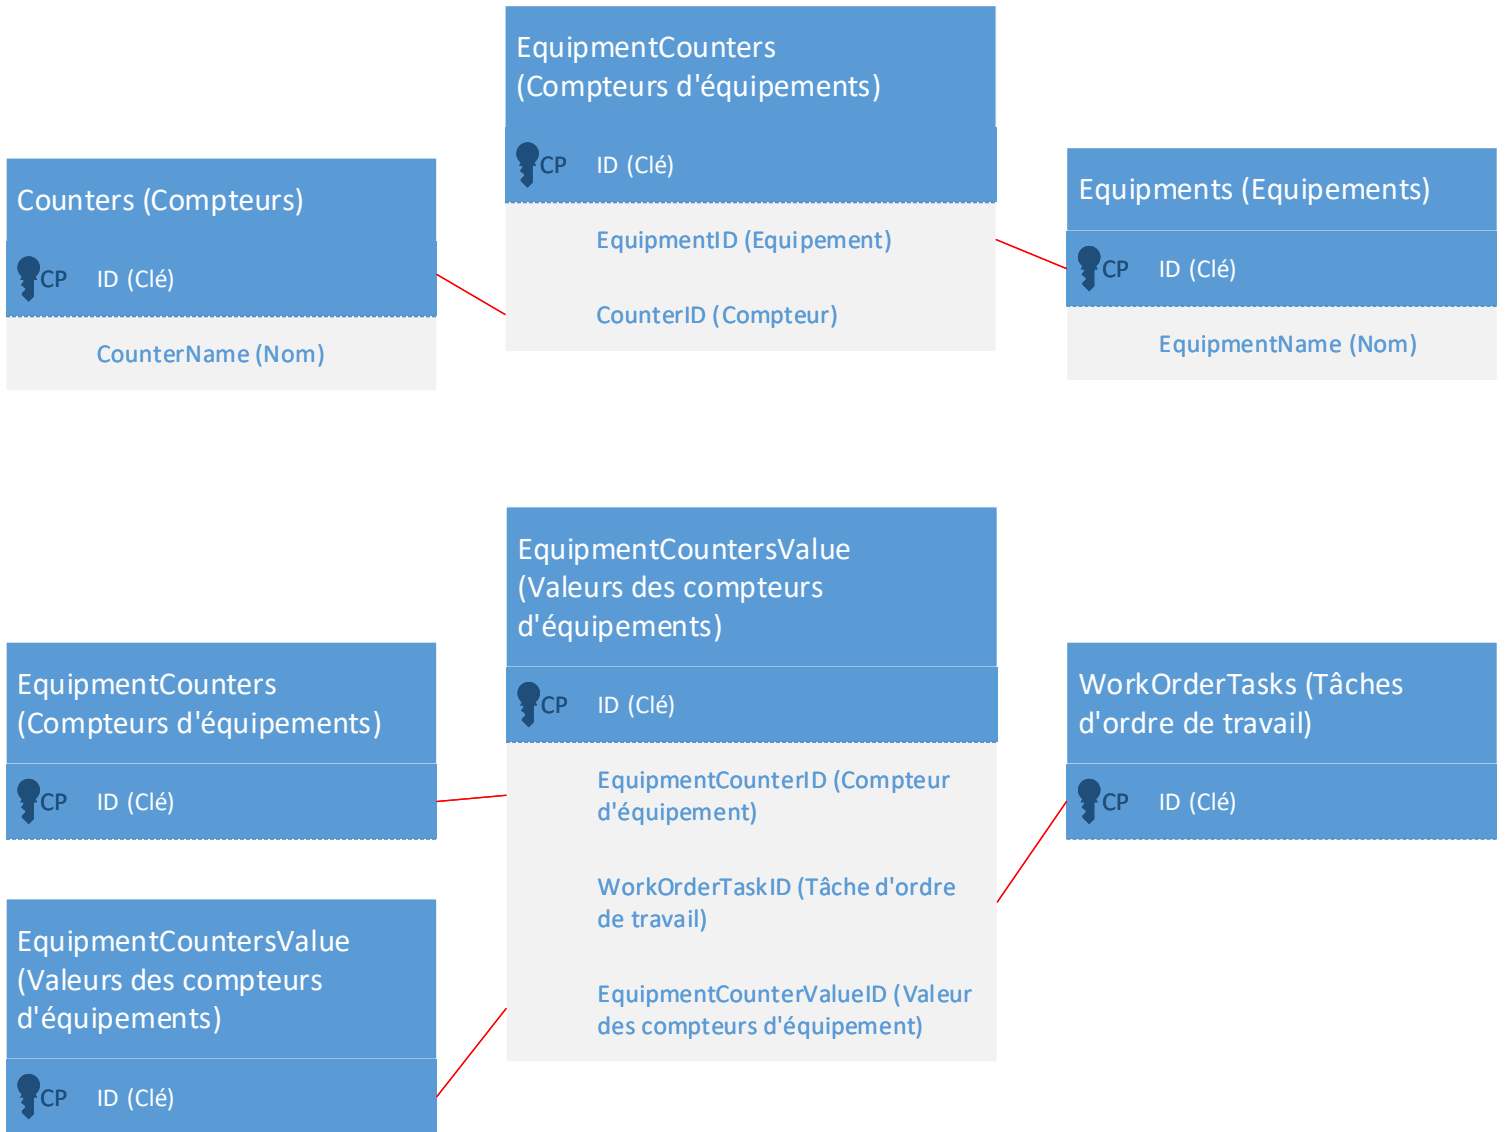 EquipmentCounters
(Compteurs d'équipements)
CP ID (Clé)
EquipmentID (Equipement)
CounterID (Compteur)
Counters (Compteurs)
CP ID (Clé)
CounterName (Nom)
Equipments (Equipements)
CP ID (Clé)
EquipmentName (Nom)
EquipmentCountersValue
(Valeurs des compteurs
d'équipements)
CP ID (Clé)
EquipmentCounterID (Compteur
d'équipement)
WorkOrderTaskID (Tâche d'ordre
de travail)
EquipmentCounterValueID (Valeur
des compteurs d'équipement)
EquipmentCounters
(Compteurs d'équipements)
CP ID (Clé)
WorkOrderTasks (Tâches
d'ordre de travail)
CP ID (Clé)
EquipmentCountersValue
(Valeurs des compteurs
d'équipements)
CP ID (Clé)